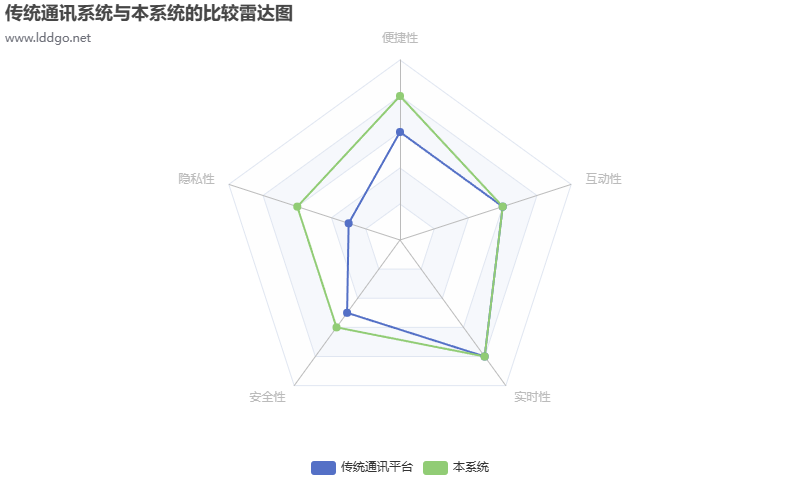 传统通讯系统与本系统的比较雷达图
www.lddgo.net
便捷性
隐私性
互动性
安全性
实时性
传统通讯平台
本系统